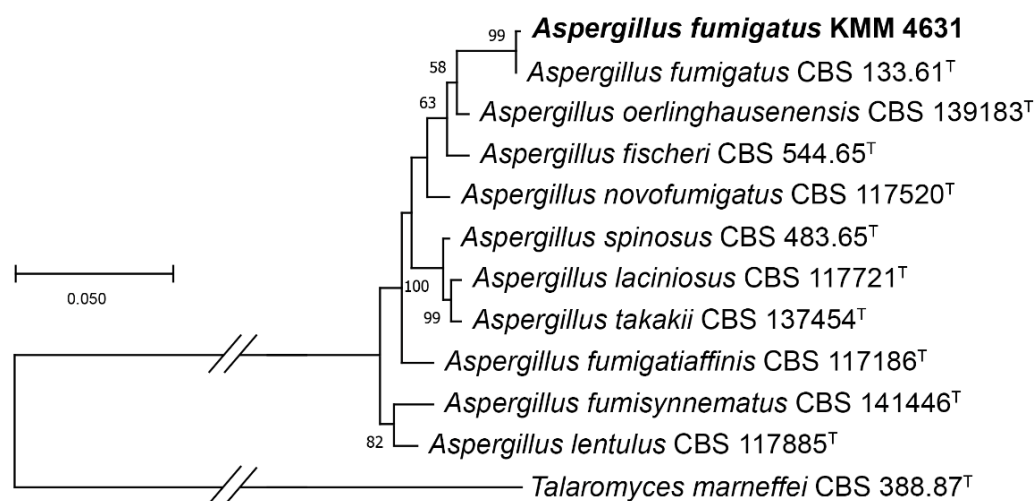 99
Aspergillus fumigatus KMM 4631
58
Aspergillus fumigatus CBS 133.61ᵀ
63
Aspergillus oerlinghausenensis CBS 139183ᵀ
Aspergillus fischeri CBS 544.65ᵀ
Aspergillus novofumigatus CBS 117520ᵀ
Aspergillus spinosus CBS 483.65ᵀ
0.050
100
Aspergillus laciniosus CBS 117721ᵀ
99
Aspergillus takakii CBS 137454ᵀ
Aspergillus fumigatiaffinis CBS 117186ᵀ
Aspergillus fumisynnematus CBS 141446ᵀ
82
Aspergillus lentulus CBS 117885ᵀ
Talaromyces marneffei CBS 388.87ᵀ